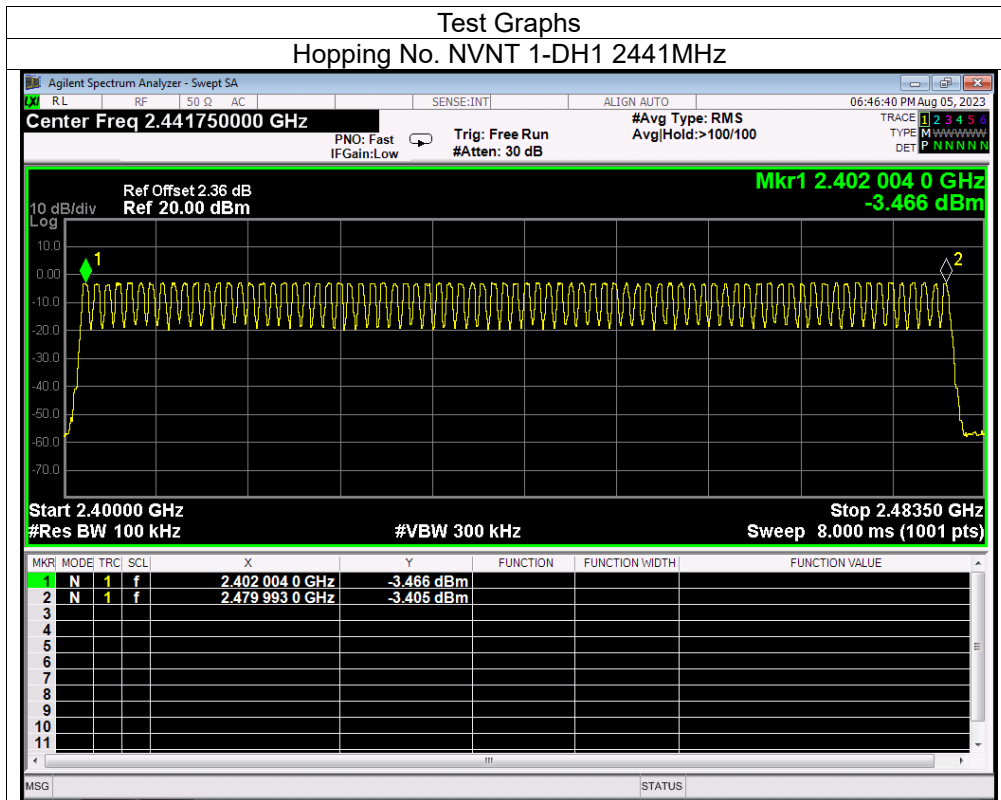 Test Graphs
Hopping No. NVNT 1-DH1 2441MHz
Agilent Spectrum Analyzer - Swept SA
LXI RL RF 50 Ω AC SENSE:INT ALIGN AUTO 06:46:40 PM Aug 05, 2023
Center Freq 2.441750000 GHz #Avg Type: RMS TRACE 1 2 3 4 5 6
PNO: Fast Trig: Free Run Avg|Hold:>100/100 TYPE MWWWWW
IFGain:Low #Atten: 30 dB DET P N N N N N
Mkr1 2.402 004 0 GHz
-3.466 dBm
Ref Offset 2.36 dB
10 dB/div Ref 20.00 dBm
Log
10.0
1 2
0.00
-10.0
-20.0
-30.0
-40.0
-50.0
-60.0
-70.0
Start 2.40000 GHz Stop 2.48350 GHz
#Res BW 100 kHz #VBW 300 kHz Sweep 8.000 ms (1001 pts)
MKR MODE TRC SCL X Y FUNCTION FUNCTION WIDTH FUNCTION VALUE
1 N 1 f 2.402 004 0 GHz -3.466 dBm
2 N 1 f 2.479 993 0 GHz -3.405 dBm
3
4
5
6
7
8
9
10
11
MSG STATUS